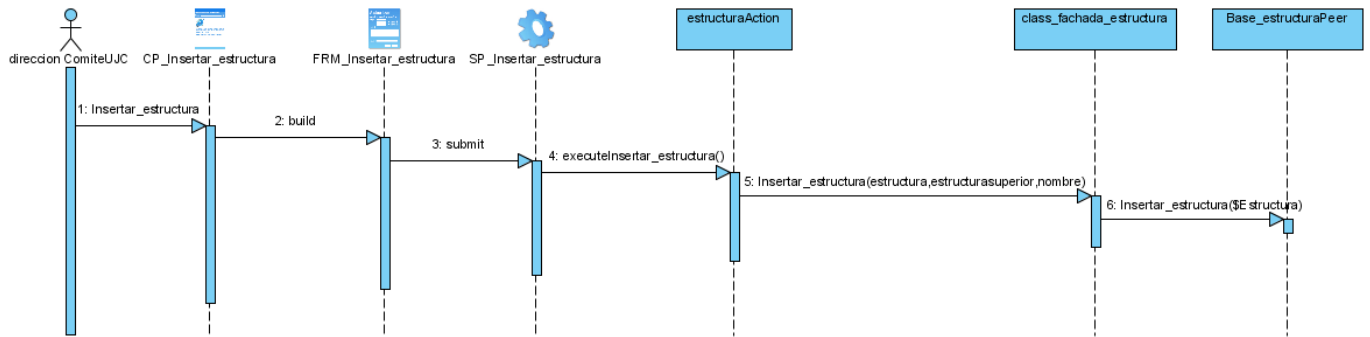 estructuraAction
class_fachada_estructura
Base_estructuraPeer
direccion ComiteUJC
CP_Insertar_estructura
FRM_Insertar_estructura
SP_Insertar_estructura
1: Insertar_estructura
2: build
3: submit
4: executeInsertar_estructura()
5: Insertar_estructura(estructura,estructurasuperior,nombre)
6: Insertar_estructura($Estructura)